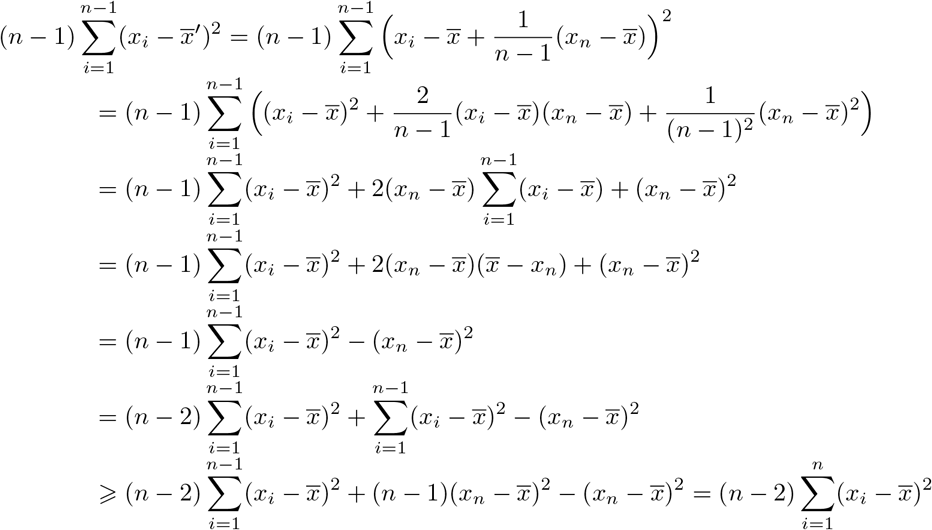 (n − 1) \sum_{i=1}^{n−1} (x_i − \overline{x}')^2 = (n − 1) \sum_{i=1}^{n−1} \left( x_i − \overline{x} + \frac{1}{n − 1}(x_n − \overline{x}) \right)^2
= (n − 1) \sum_{i=1}^{n−1} \left( (x_i − \overline{x})^2 + \frac{2}{n − 1}(x_i − \overline{x})(x_n − \overline{x}) + \frac{1}{(n − 1)^2}(x_n − \overline{x})^2 \right)
= (n − 1) \sum_{i=1}^{n−1} (x_i − \overline{x})^2 + 2(x_n − \overline{x}) \sum_{i=1}^{n−1} (x_i − \overline{x}) + (x_n − \overline{x})^2
= (n − 1) \sum_{i=1}^{n−1} (x_i − \overline{x})^2 + 2(x_n − \overline{x})(\overline{x} − x_n) + (x_n − \overline{x})^2
= (n − 1) \sum_{i=1}^{n−1} (x_i − \overline{x})^2 − (x_n − \overline{x})^2
= (n − 2) \sum_{i=1}^{n−1} (x_i − \overline{x})^2 + \sum_{i=1}^{n−1} (x_i − \overline{x})^2 − (x_n − \overline{x})^2
⩾ (n − 2) \sum_{i=1}^{n−1} (x_i − \overline{x})^2 + (n − 1)(x_n − \overline{x})^2 − (x_n − \overline{x})^2 = (n − 2) \sum_{i=1}^{n} (x_i − \overline{x})^2